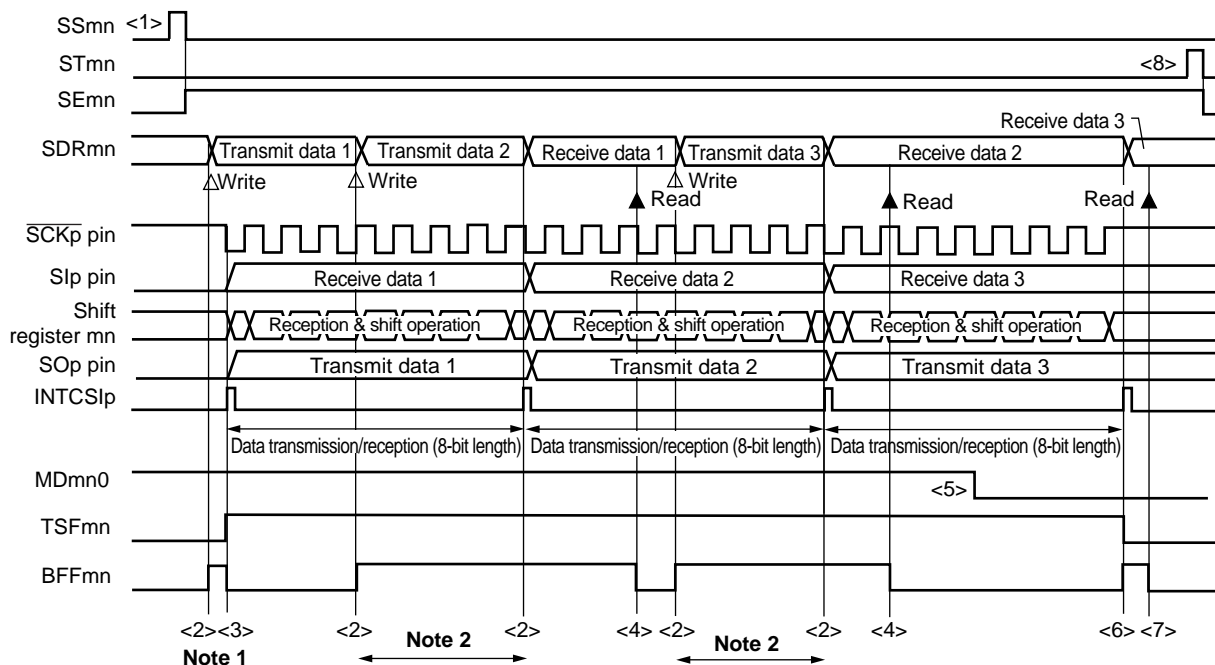 SSmn <1>
STmn <8>
SEmn
Receive data 3
SDRmn Transmit data 1 Transmit data 2 Receive data 1 Transmit data 3 Receive data 2
Write Write Read Write Read Read
SCKp pin
SIp pin Receive data 1 Receive data 2 Receive data 3
Shift
register mn Reception & shift operation Reception & shift operation Reception & shift operation
SOp pin Transmit data 1 Transmit data 2 Transmit data 3
INTCSIp
Data transmission/reception (8-bit length) Data transmission/reception (8-bit length) Data transmission/reception (8-bit length)
MDmn0 <5>
TSFmn
BFFmn
<2> <3> <2> <2> <4> <2> <2> <4> <6> <7>
Note 1 Note 2 Note 2